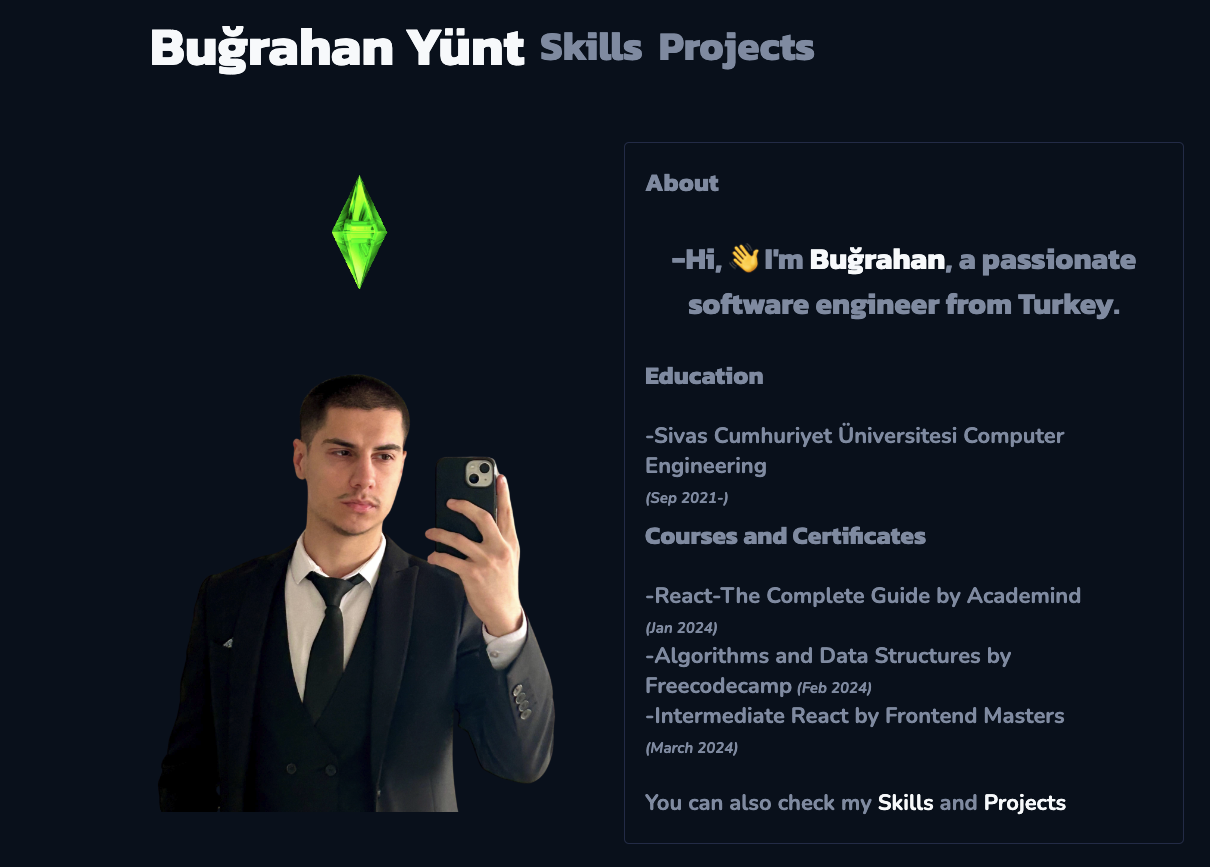 Buğrahan Yünt Skills Projects
About
-Hi, 👋 I'm Buğrahan, a passionate
software engineer from Turkey.
Education
-Sivas Cumhuriyet Üniversitesi Computer
Engineering
(Sep 2021-)
Courses and Certificates
-React-The Complete Guide by Academind
(Jan 2024)
-Algorithms and Data Structures by
Freecodecamp (Feb 2024)
-Intermediate React by Frontend Masters
(March 2024)
You can also check my Skills and Projects